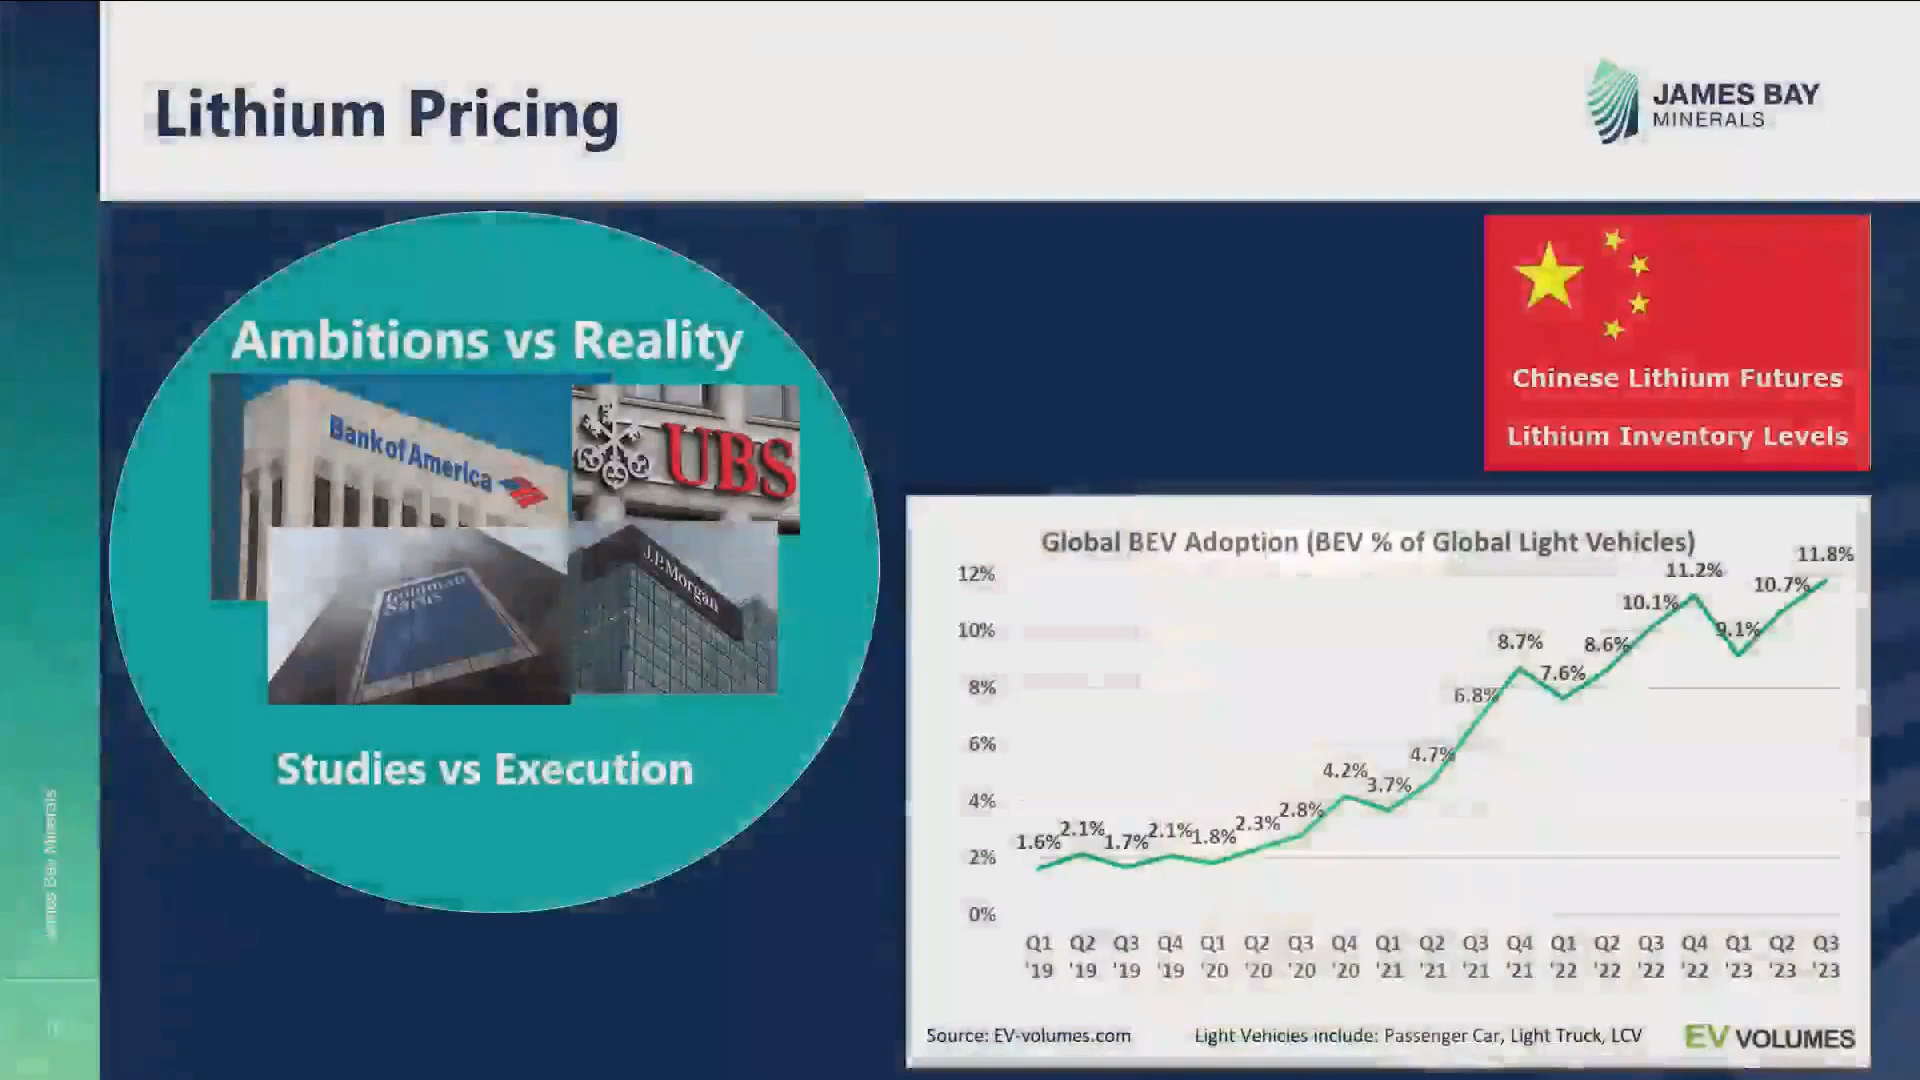 Lithium Pricing
JAMES BAY
MINERALS
Ambitions vs Reality
Bank of America
UBS
Goldman
Sachs
J.P.Morgan
Studies vs Execution
Chinese Lithium Futures
Lithium Inventory Levels
Global BEV Adoption (BEV % of Global Light Vehicles)
12%
10%
8%
6%
4%
2%
0%
1.6%
2.1%
1.7%
2.1%
1.8%
2.3%
2.8%
4.2%
3.7%
4.7%
6.8%
8.7%
7.6%
8.6%
10.1%
11.2%
9.1%
10.7%
11.8%
Q1 Q2 Q3 Q4 Q1 Q2 Q3 Q4 Q1 Q2 Q3 Q4 Q1 Q2 Q3 Q4 Q1 Q2 Q3
'19 '19 '19 '19 '20 '20 '20 '20 '21 '21 '21 '21 '22 '22 '22 '22 '23 '23 '23
Source: EV-volumes.com
Light Vehicles include: Passenger Car, Light Truck, LCV
EV VOLUMES
James Bay Minerals